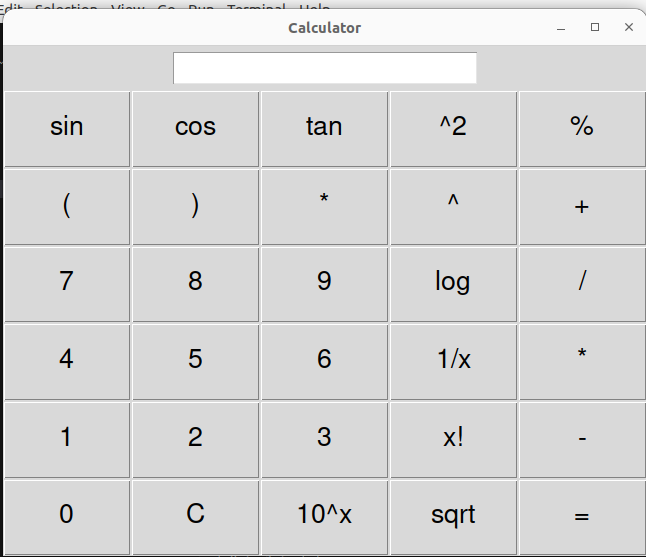 Edit Selection View Go Run Terminal Help
Calculator
sin cos tan ^2 %
( ) * ^ +
7 8 9 log /
4 5 6 1/x *
1 2 3 x! -
0 C 10^x sqrt =